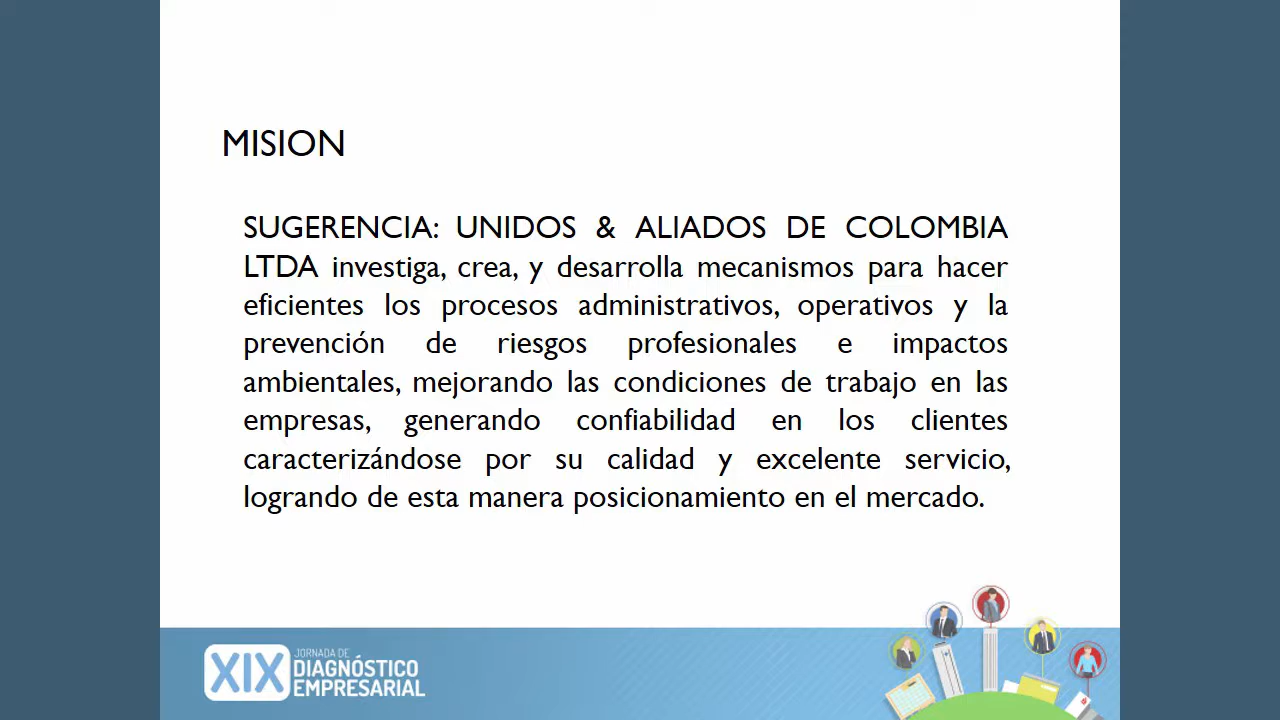 MISION
SUGERENCIA: UNIDOS & ALIADOS DE COLOMBIA
LTDA investiga, crea, y desarrolla mecanismos para hacer
eficientes los procesos administrativos, operativos y la
prevención de riesgos profesionales e impactos
ambientales, mejorando las condiciones de trabajo en las
empresas, generando confiabilidad en los clientes
caracterizándose por su calidad y excelente servicio,
logrando de esta manera posicionamiento en el mercado.
XIX
JORNADA DE
DIAGNÓSTICO
EMPRESARIAL